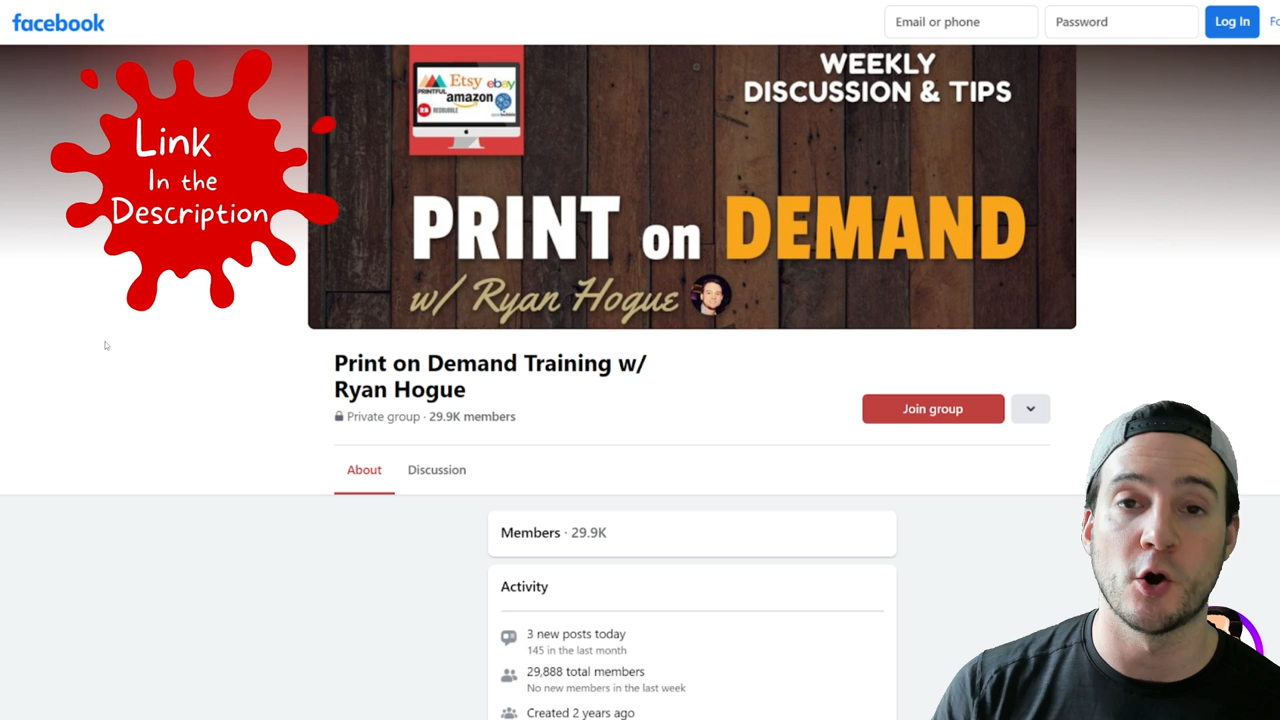 facebook
Email or phone
Password
Log In
Fo
Link
In the
Description
PRINTFUL
Etsy
ebay
amazon
REDBUBBLE
WEEKLY
DISCUSSION & TIPS
PRINT on DEMAND
w/ Ryan Hogue
Print on Demand Training w/
Ryan Hogue
Private group · 29.9K members
Join group
About
Discussion
Members · 29.9K
Activity
3 new posts today
145 in the last month
29,888 total members
No new members in the last week
Created 2 years ago